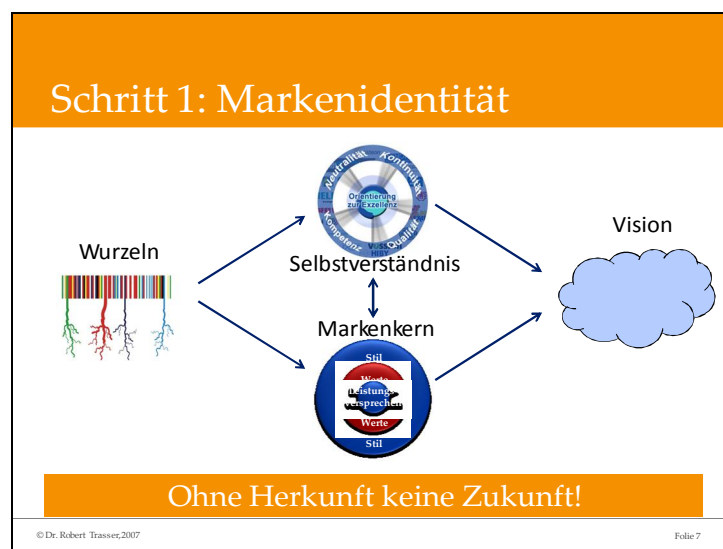 Schritt 1: Markenidentität
Neutralität
Kontinuität
Orientierung
zur Exzellenz
Kompetenz
Qualität
Vision
Wurzeln
Selbstverständnis
Markenkern
Stil
Werte
Leistungs-
versprechen
Werte
Stil
Ohne Herkunft keine Zukunft!
© Dr. Robert Trasser,2007
Folie 7